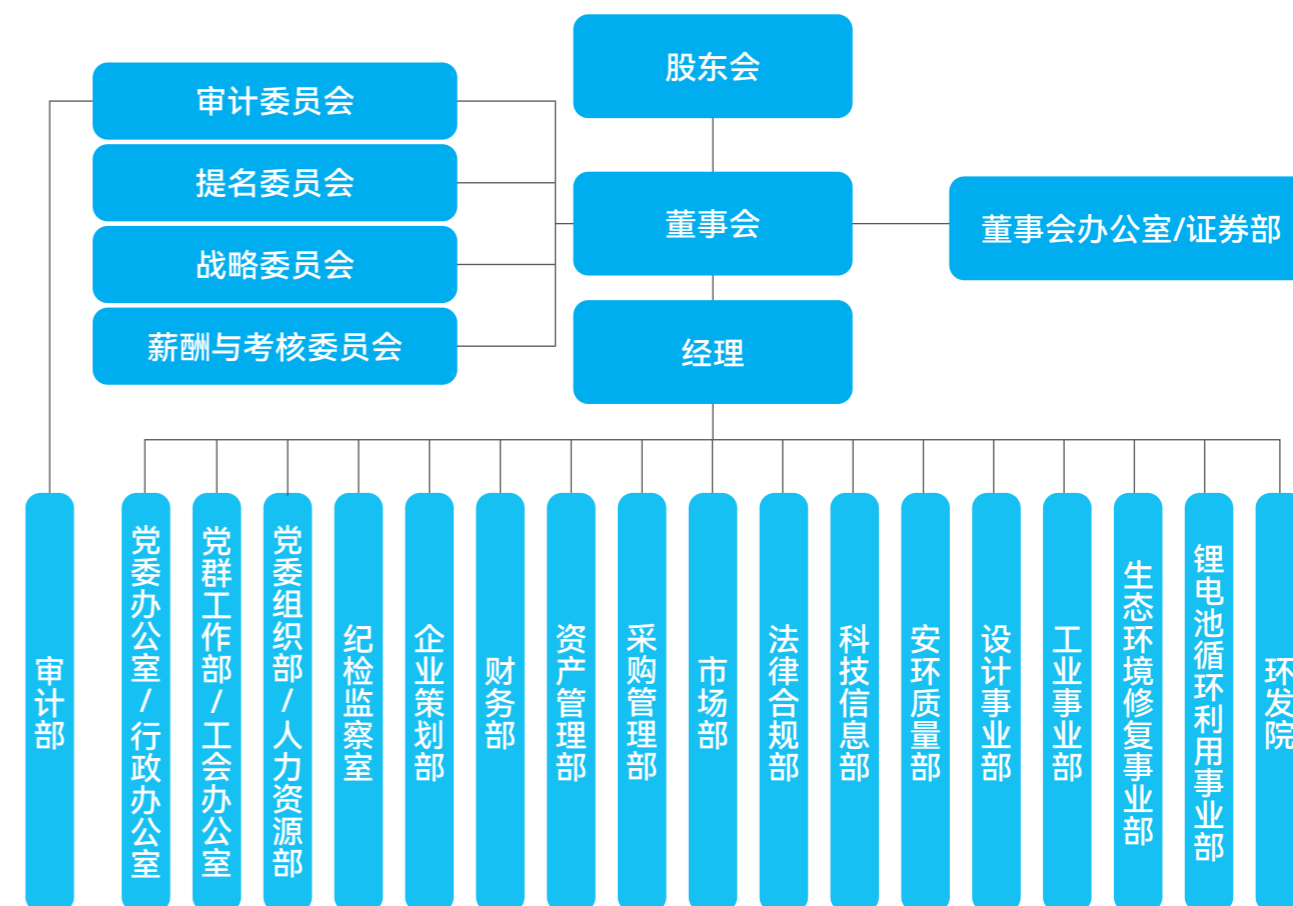 股东会
审计委员会
提名委员会
战略委员会
薪酬与考核委员会
董事会
董事会办公室/证券部
经理
审计部
党委办公室/行政办公室
党群工作部/工会办公室
党委组织部/人力资源部
纪检监察室
企业策划部
财务部
资产管理部
采购管理部
市场部
法律合规部
科技信息部
安环质量部
设计事业部
工业事业部
生态环境修复事业部
锂电池循环利用事业部
环发院